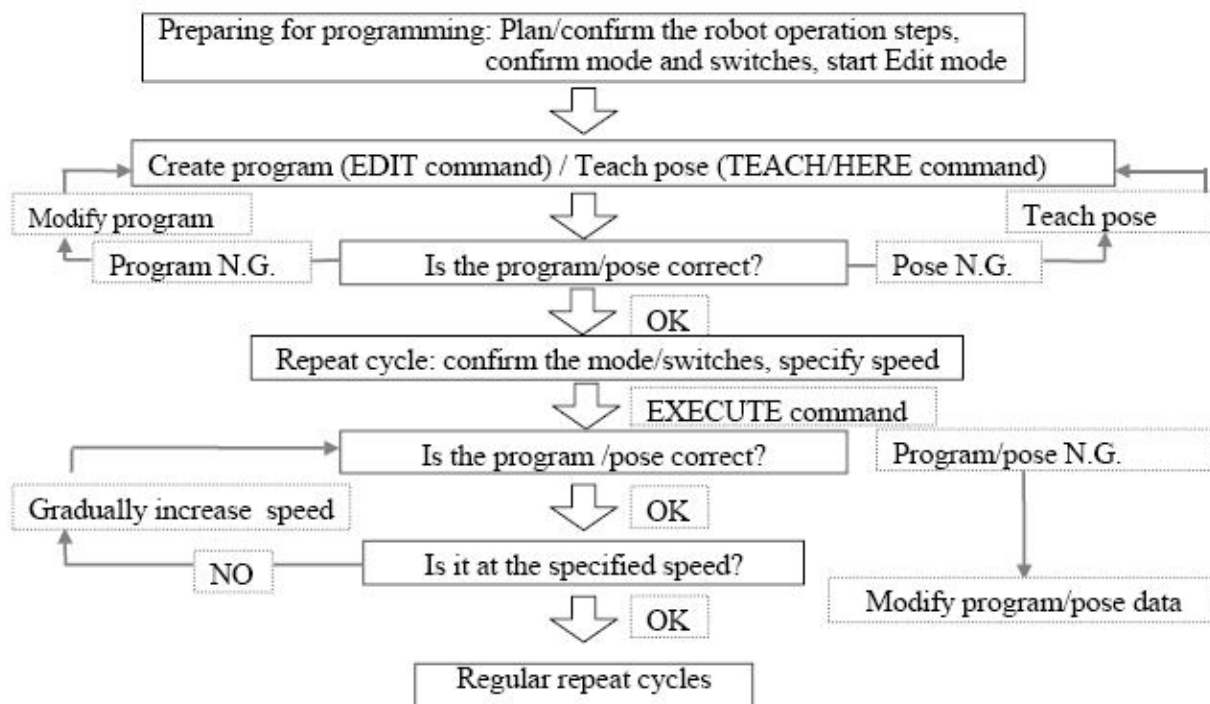 Preparing for programming: Plan/confirm the robot operation steps,
confirm mode and switches, start Edit mode
Create program (EDIT command) / Teach pose (TEACH/HERE command)
Modify program
Teach pose
Program N.G.
Is the program/pose correct?
Pose N.G.
OK
Repeat cycle: confirm the mode/switches, specify speed
EXECUTE command
Is the program /pose correct?
Program/pose N.G.
Gradually increase speed
OK
NO
Is it at the specified speed?
Modify program/pose data
OK
Regular repeat cycles